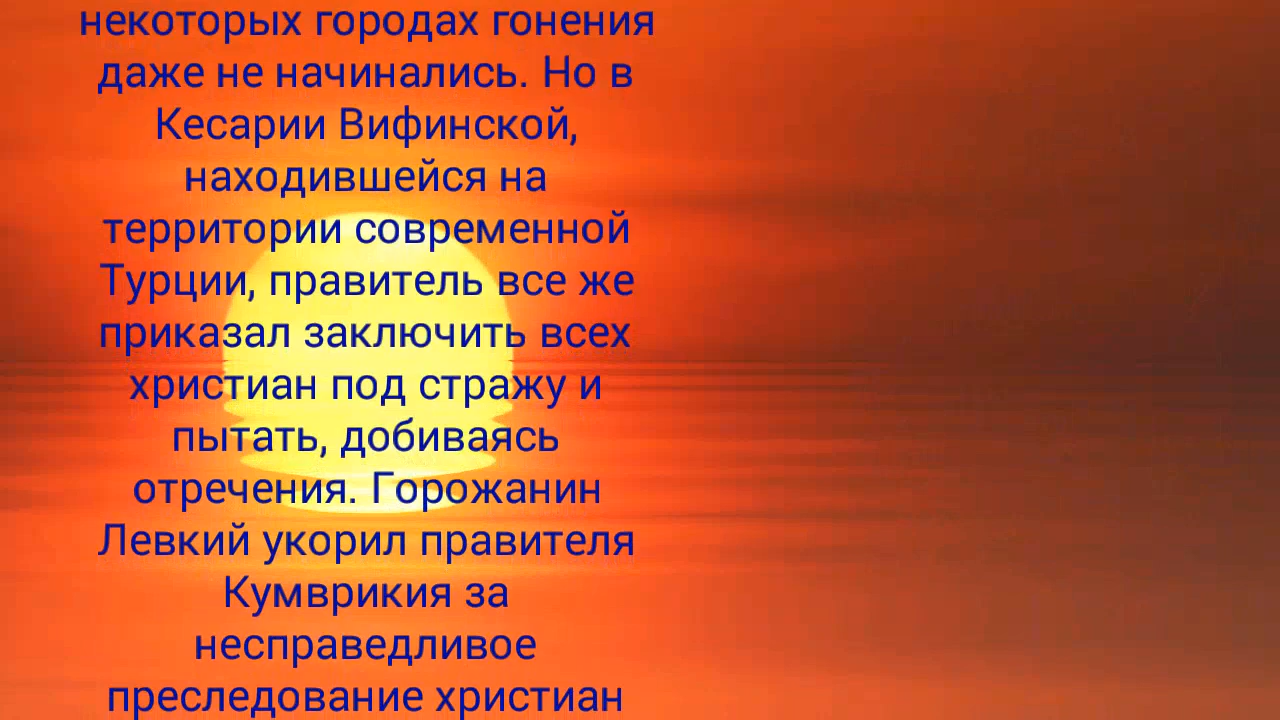 некоторых городах гонения
даже не начинались. Но в
Кесарии Вифинской,
находившейся на
территории современной
Турции, правитель все же
приказал заключить всех
христиан под стражу и
пытать, добиваясь
отречения. Горожанин
Левкий укорил правителя
Кумврикия за
несправедливое
преследование христиан